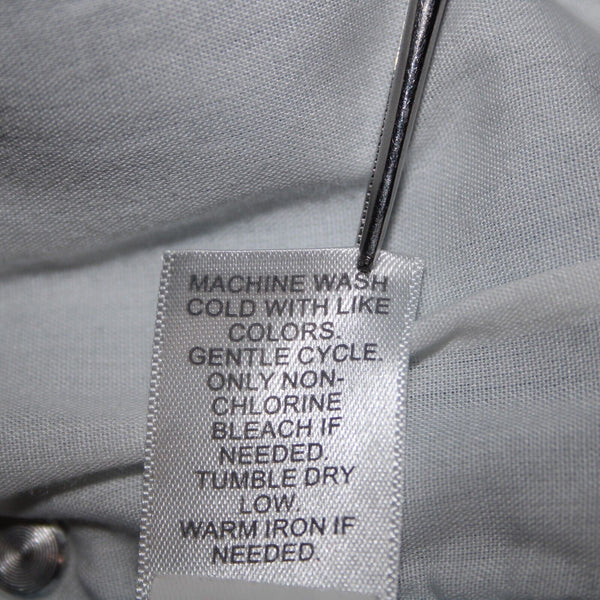 MACHINE WASH
COLD WITH LIKE
COLORS.
GENTLE CYCLE.
ONLY NON-
CHLORINE
BLEACH IF
NEEDED.
TUMBLE DRY
LOW.
WARM IRON IF
NEEDED.